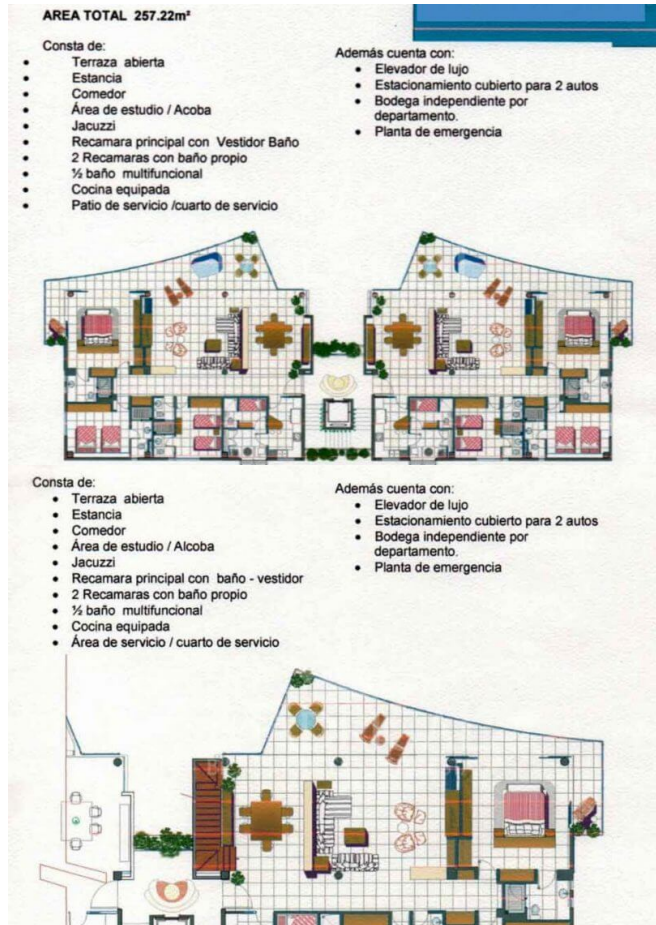 AREA TOTAL 257.22m²
Consta de:
• Terraza abierta
• Estancia
• Comedor
• Área de estudio / Acoba
• Jacuzzi
• Recamara principal con Vestidor Baño
• 2 Recamaras con baño propio
• ½ baño multifuncional
• Cocina equipada
• Patio de servicio /cuarto de servicio
Además cuenta con:
• Elevador de lujo
• Estacionamiento cubierto para 2 autos
• Bodega independiente por
departamento.
• Planta de emergencia
Consta de:
• Terraza abierta
• Estancia
• Comedor
• Área de estudio / Alcoba
• Jacuzzi
• Recamara principal con baño - vestidor
• 2 Recamaras con baño propio
• ½ baño multifuncional
• Cocina equipada
• Área de servicio / cuarto de servicio
Además cuenta con:
• Elevador de lujo
• Estacionamiento cubierto para 2 autos
• Bodega independiente por
departamento.
• Planta de emergencia